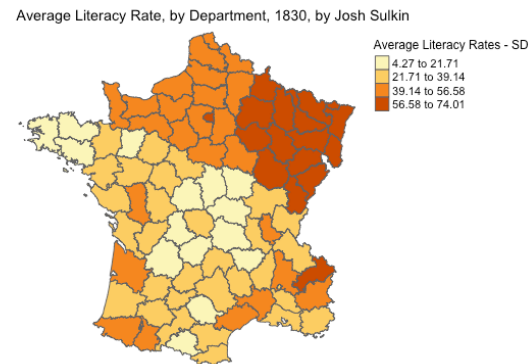 Average Literacy Rate, by Department, 1830, by Josh Sulkin
Average Literacy Rates - SD
4.27 to 21.71
21.71 to 39.14
39.14 to 56.58
56.58 to 74.01